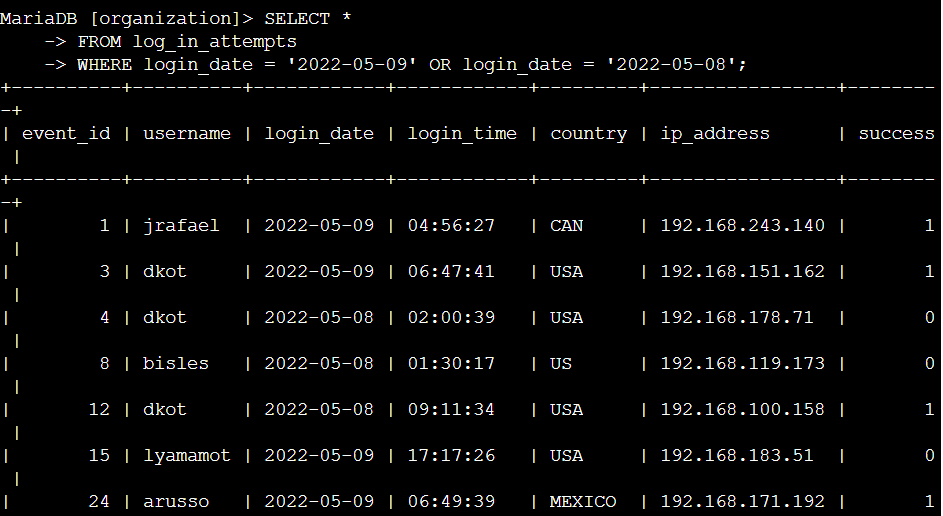 MariaDB [organization]> SELECT *
    -> FROM log_in_attempts
    -> WHERE login_date = '2022-05-09' OR login_date = '2022-05-08';
+----------+----------+------------+------------+---------+-----------------+--------
-+
| event_id | username | login_date | login_time | country | ip_address      | success
 |
+----------+----------+------------+------------+---------+-----------------+--------
-+
|        1 | jrafael  | 2022-05-09 | 04:56:27   | CAN     | 192.168.243.140 |       1
 |
|        3 | dkot     | 2022-05-09 | 06:47:41   | USA     | 192.168.151.162 |       1
 |
|        4 | dkot     | 2022-05-08 | 02:00:39   | USA     | 192.168.178.71  |       0
 |
|        8 | bisles   | 2022-05-08 | 01:30:17   | US      | 192.168.119.173 |       0
 |
|       12 | dkot     | 2022-05-08 | 09:11:34   | USA     | 192.168.100.158 |       1
 |
|       15 | lyamamot | 2022-05-09 | 17:17:26   | USA     | 192.168.183.51  |       0
 |
|       24 | arusso   | 2022-05-09 | 06:49:39   | MEXICO  | 192.168.171.192 |       1